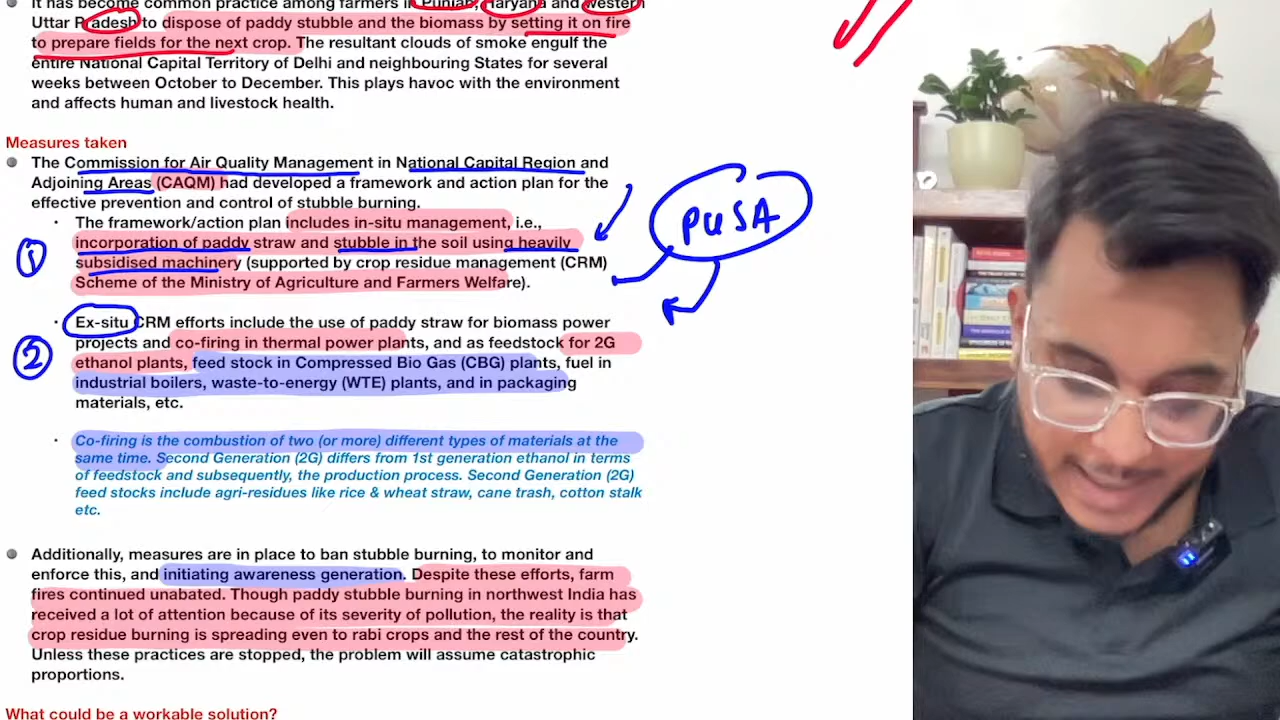 It has become common practice among farmers in Punjab, Haryana and Western
Uttar Pradesh to dispose of paddy stubble and the biomass by setting it on fire
to prepare fields for the next crop. The resultant clouds of smoke engulf the
entire National Capital Territory of Delhi and neighbouring States for several
weeks between October to December. This plays havoc with the environment
and affects human and livestock health.
Measures taken
The Commission for Air Quality Management in National Capital Region and
Adjoining Areas (CAQM) had developed a framework and action plan for the
effective prevention and control of stubble burning.
The framework/action plan includes in-situ management, i.e.,
incorporation of paddy straw and stubble in the soil using heavily
subsidised machinery (supported by crop residue management (CRM)
Scheme of the Ministry of Agriculture and Farmers Welfare).
1
PUSA
Ex-situ CRM efforts include the use of paddy straw for biomass power
projects and co-firing in thermal power plants, and as feedstock for 2G
ethanol plants, feed stock in Compressed Bio Gas (CBG) plants, fuel in
industrial boilers, waste-to-energy (WTE) plants, and in packaging
materials, etc.
2
Co-firing is the combustion of two (or more) different types of materials at the
same time. Second Generation (2G) differs from 1st generation ethanol in terms
of feedstock and subsequently, the production process. Second Generation (2G)
feed stocks include agri-residues like rice & wheat straw, cane trash, cotton stalk
etc.
Additionally, measures are in place to ban stubble burning, to monitor and
enforce this, and initiating awareness generation. Despite these efforts, farm
fires continued unabated. Though paddy stubble burning in northwest India has
received a lot of attention because of its severity of pollution, the reality is that
crop residue burning is spreading even to rabi crops and the rest of the country.
Unless these practices are stopped, the problem will assume catastrophic
proportions.
What could be a workable solution?